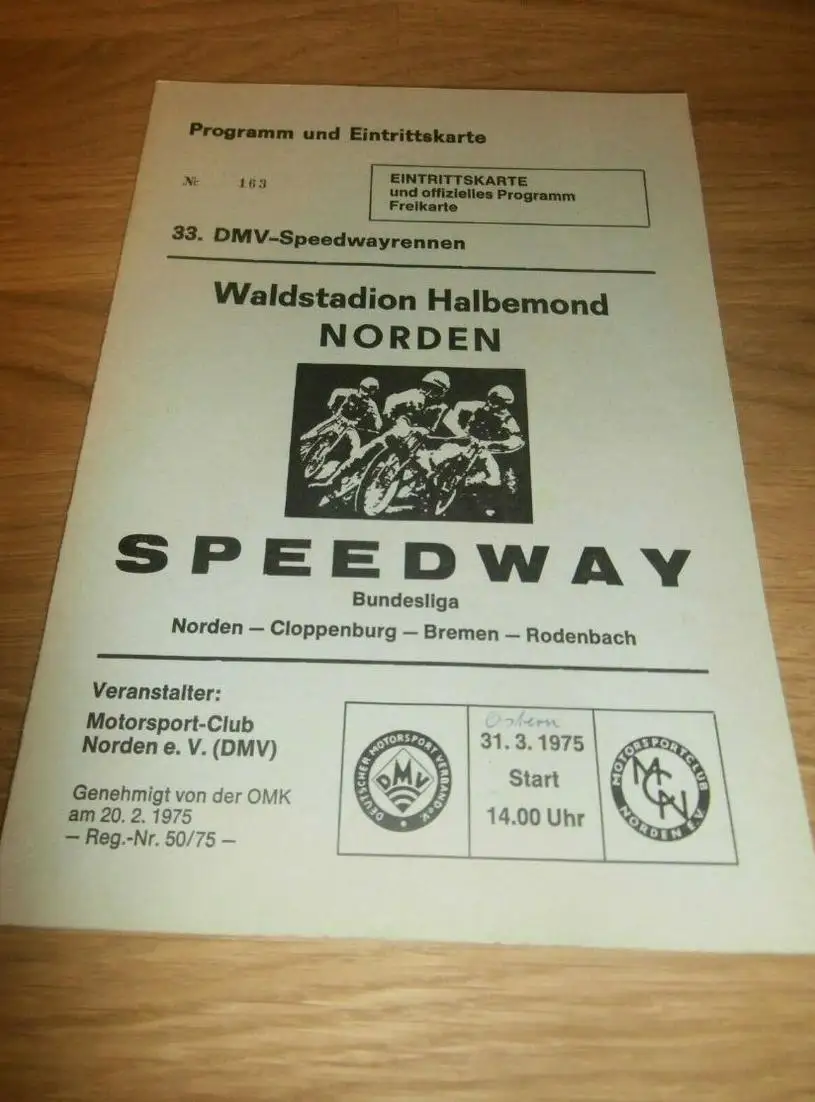 Programm und Eintrittskarte
Nr. 163
EINTRITTSKARTE
und offizielles Programm
Freikarte
33. DMV-Speedwayrennen
Waldstadion Halbemond
NORDEN
SPEEDWAY
Bundesliga
Norden — Cloppenburg — Bremen — Rodenbach
Veranstalter:
Motorsport-Club
Norden e. V. (DMV)
Genehmigt von der OMK
am 20. 2. 1975
— Reg.-Nr. 50/75 —
DEUTSCHER MOTORSPORT VERBAND e.V.
DMV
Ostern
31. 3. 1975
Start
14.00 Uhr
MOTORSPORTCLUB
MCN
NORDEN E.V.